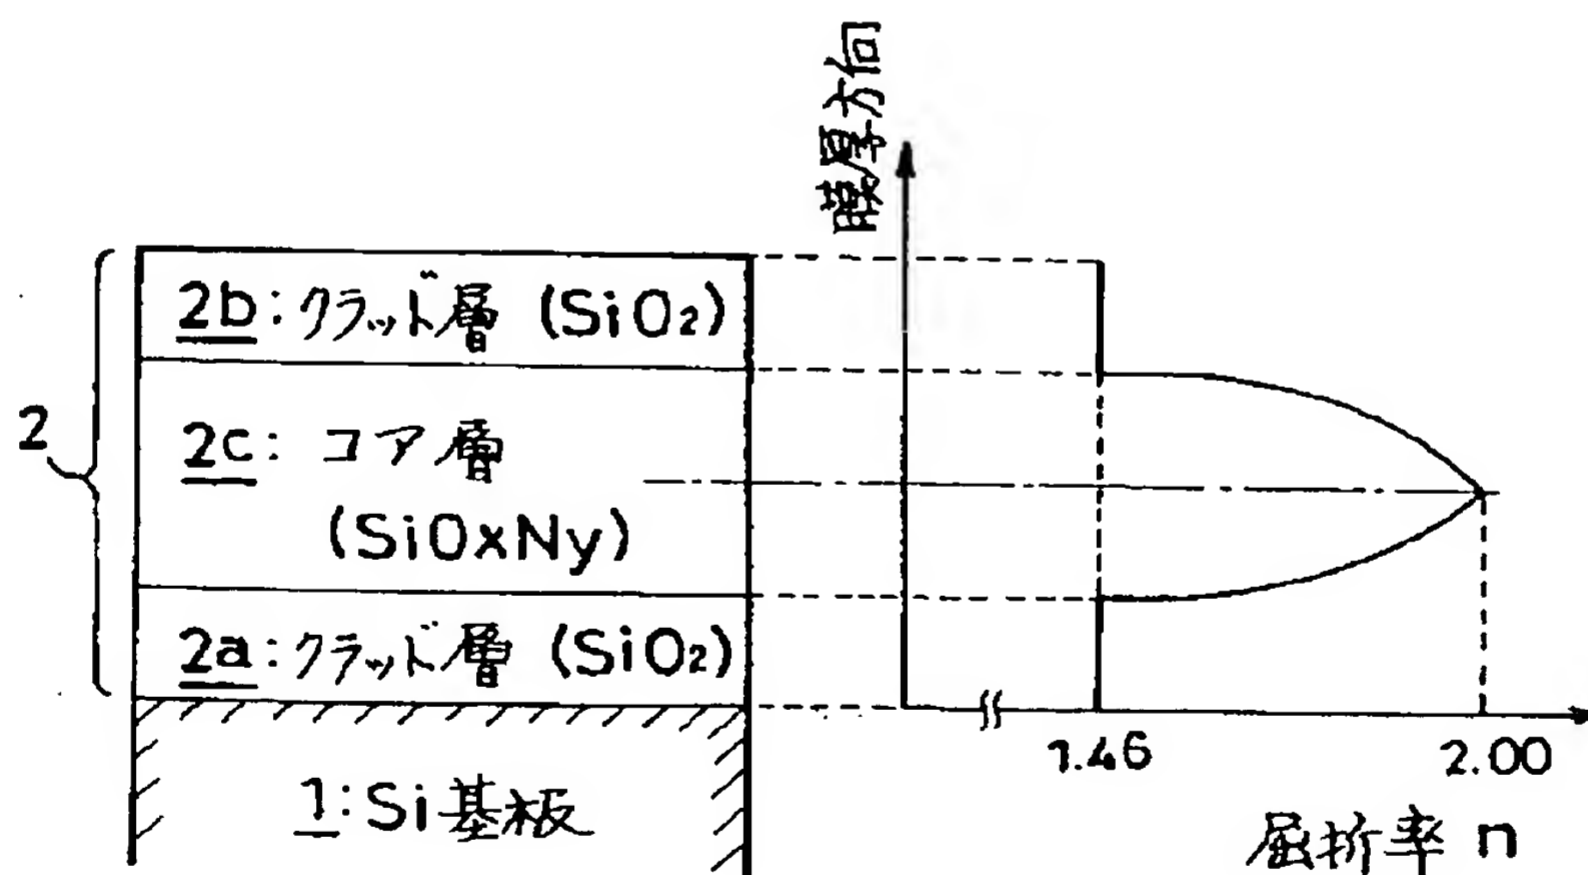 膜厚方向
2b:クラッド層 (SiO2)
2
2c: コア層
(SiOxNy)
2a:クラッド層 (SiO2)
1:Si基板
1.46
2.00
屈折率 n